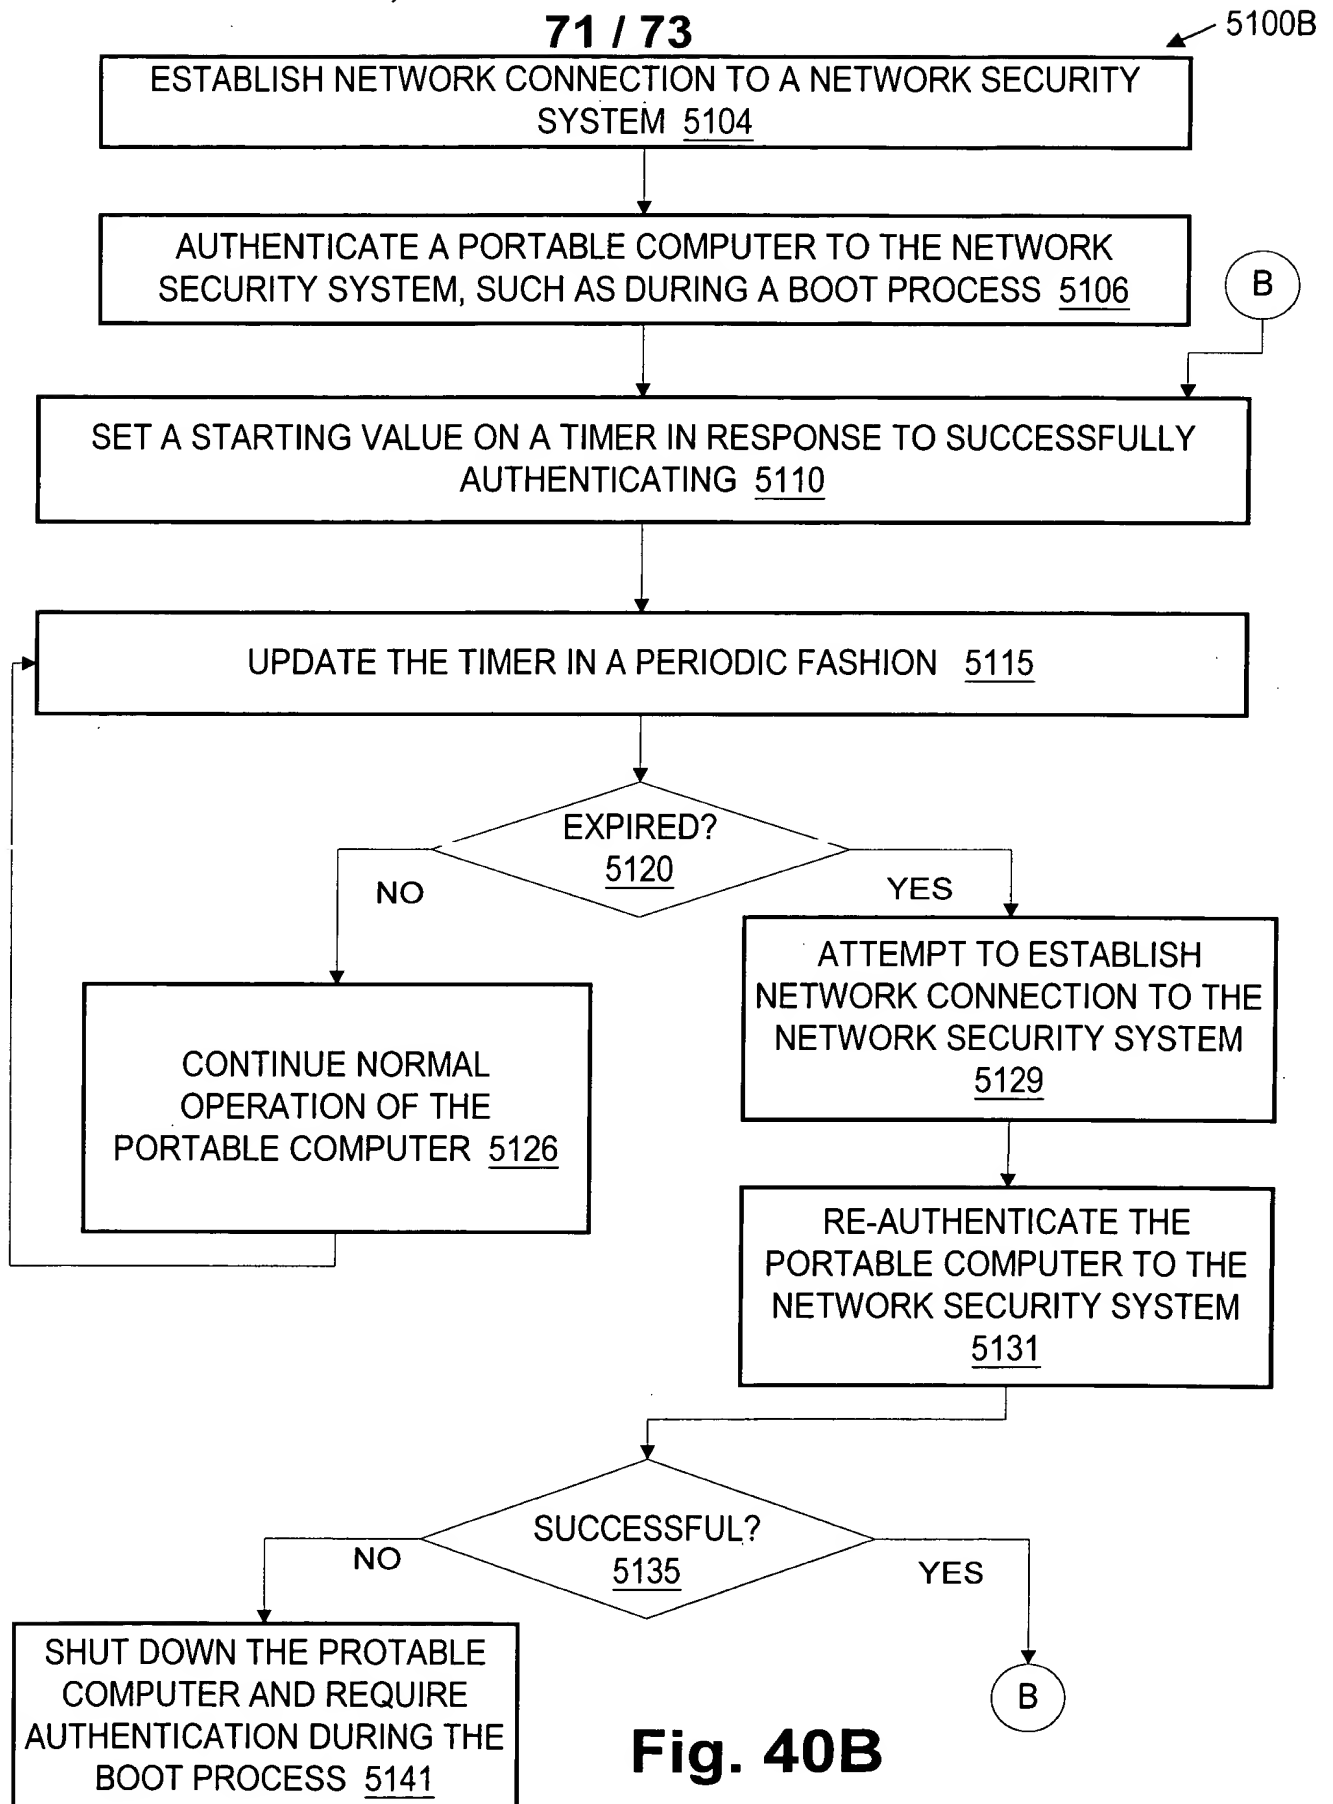 71 / 73
5100B
ESTABLISH NETWORK CONNECTION TO A NETWORK SECURITY
SYSTEM 5104
AUTHENTICATE A PORTABLE COMPUTER TO THE NETWORK
SECURITY SYSTEM, SUCH AS DURING A BOOT PROCESS 5106
B
SET A STARTING VALUE ON A TIMER IN RESPONSE TO SUCCESSFULLY
AUTHENTICATING 5110
UPDATE THE TIMER IN A PERIODIC FASHION 5115
EXPIRED?
5120
NO
YES
CONTINUE NORMAL
OPERATION OF THE
PORTABLE COMPUTER 5126
ATTEMPT TO ESTABLISH
NETWORK CONNECTION TO THE
NETWORK SECURITY SYSTEM
5129
RE-AUTHENTICATE THE
PORTABLE COMPUTER TO THE
NETWORK SECURITY SYSTEM
5131
SUCCESSFUL?
5135
NO
YES
SHUT DOWN THE PROTABLE
COMPUTER AND REQUIRE
AUTHENTICATION DURING THE
BOOT PROCESS 5141
B
Fig. 40B